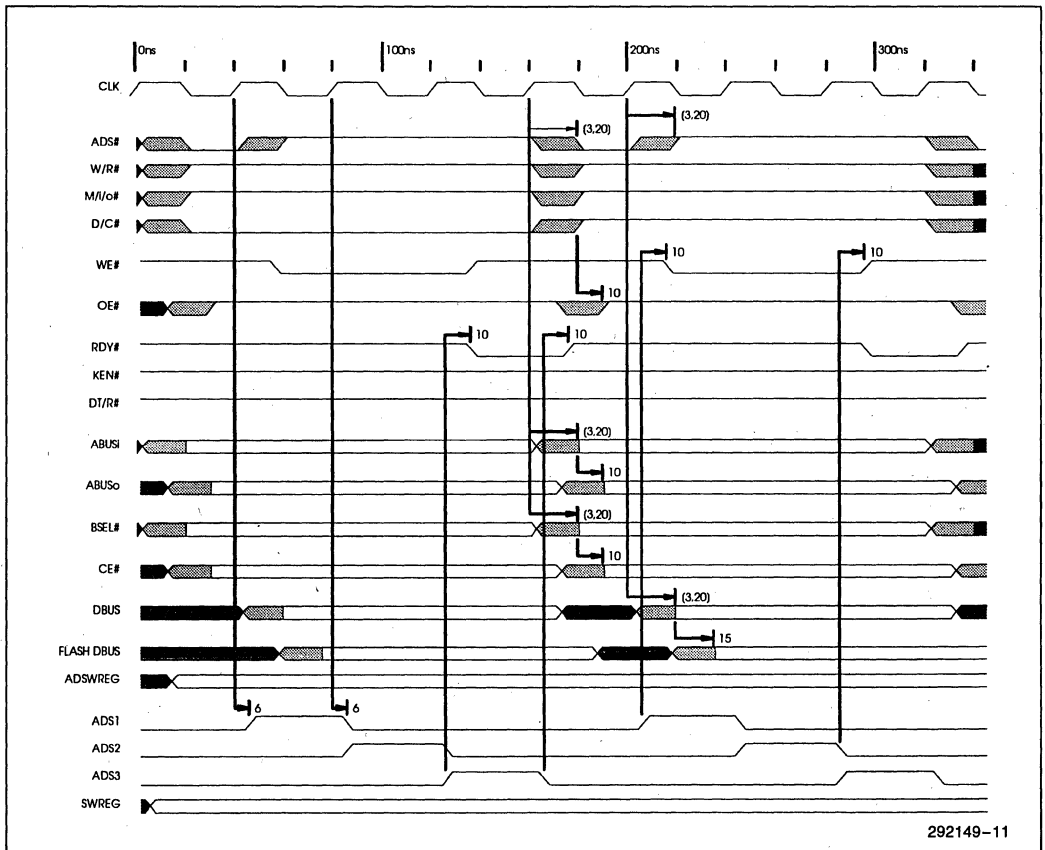 0ns 100ns 200ns 300ns
CLK
(3,20) (3,20)
ADS#
W/R#
M/I/o#
D/C#
10 10
WE#
10
OE#
10 10
RDY#
KEN#
DT/R#
(3,20)
ABUSi
10
ABUSo
(3,20)
BSEL#
10
CE#
(3,20)
DBUS
15
FLASH DBUS
ADSWREG
6 6
ADS1
ADS2
ADS3
SWREG
292149-11